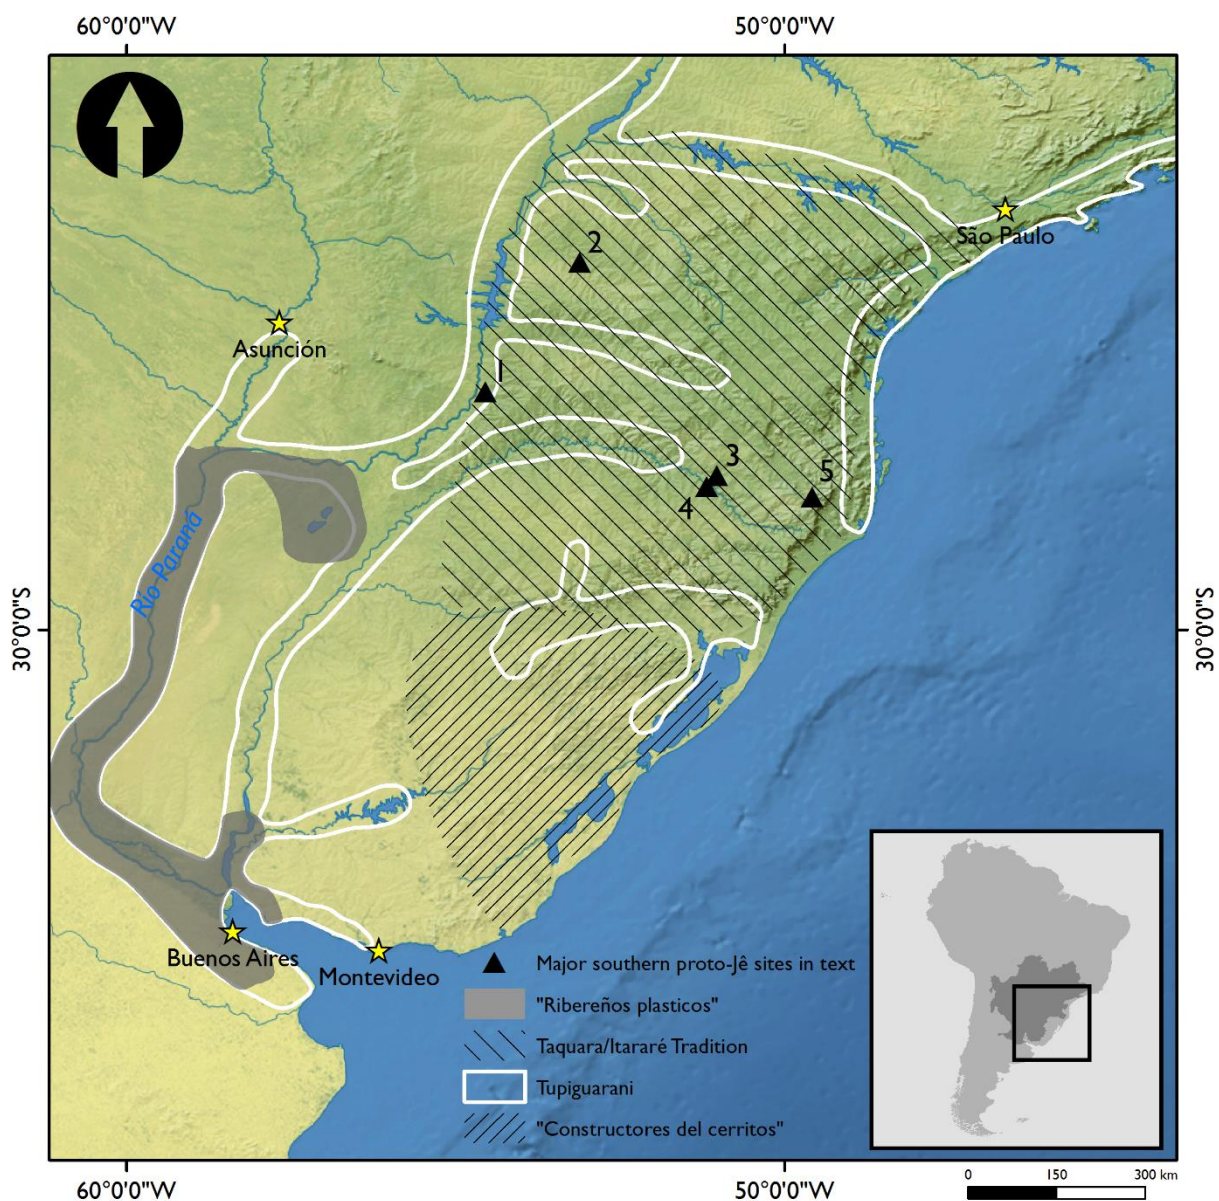 60°0'0"W 50°0'0"W
2
São Paulo
Asunción
1
3
4
5
Río Paraná
30°0'0"S 30°0'0"S
Buenos Aires
Montevideo
Major southern proto-Jê sites in text
"Ribereños plasticos"
Taquara/Itararé Tradition
Tupiguarani
"Constructores del cerritos"
0 150 300 km
60°0'0"W 50°0'0"W